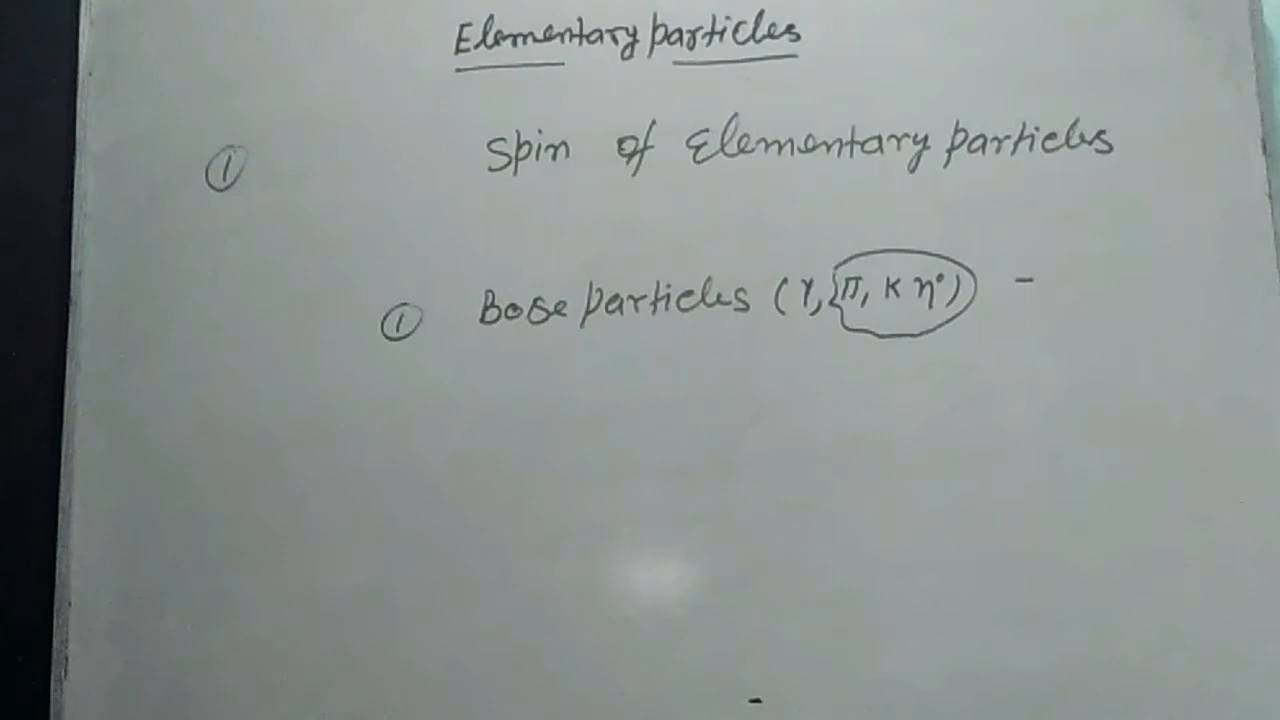 Elementary particles
① Spin of Elementary particles
① Bose particles (γ, {π, K η°) -